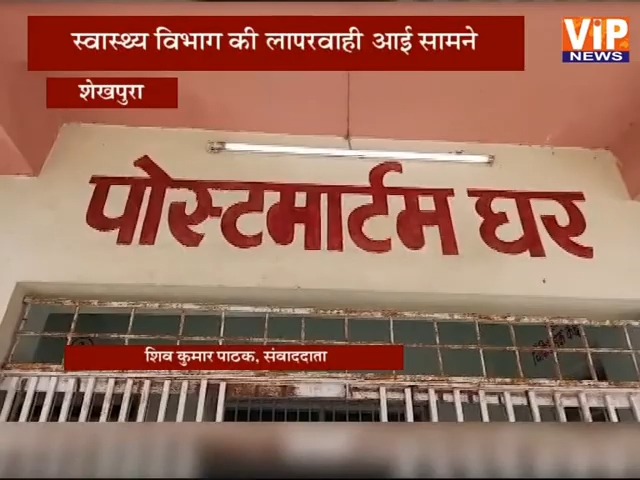 स्वास्थ्य विभाग की लापरवाही आई सामने
VIP
NEWS
शेखपुरा
पोस्टमार्टम घर
शिव कुमार पाठक, संवाददाता